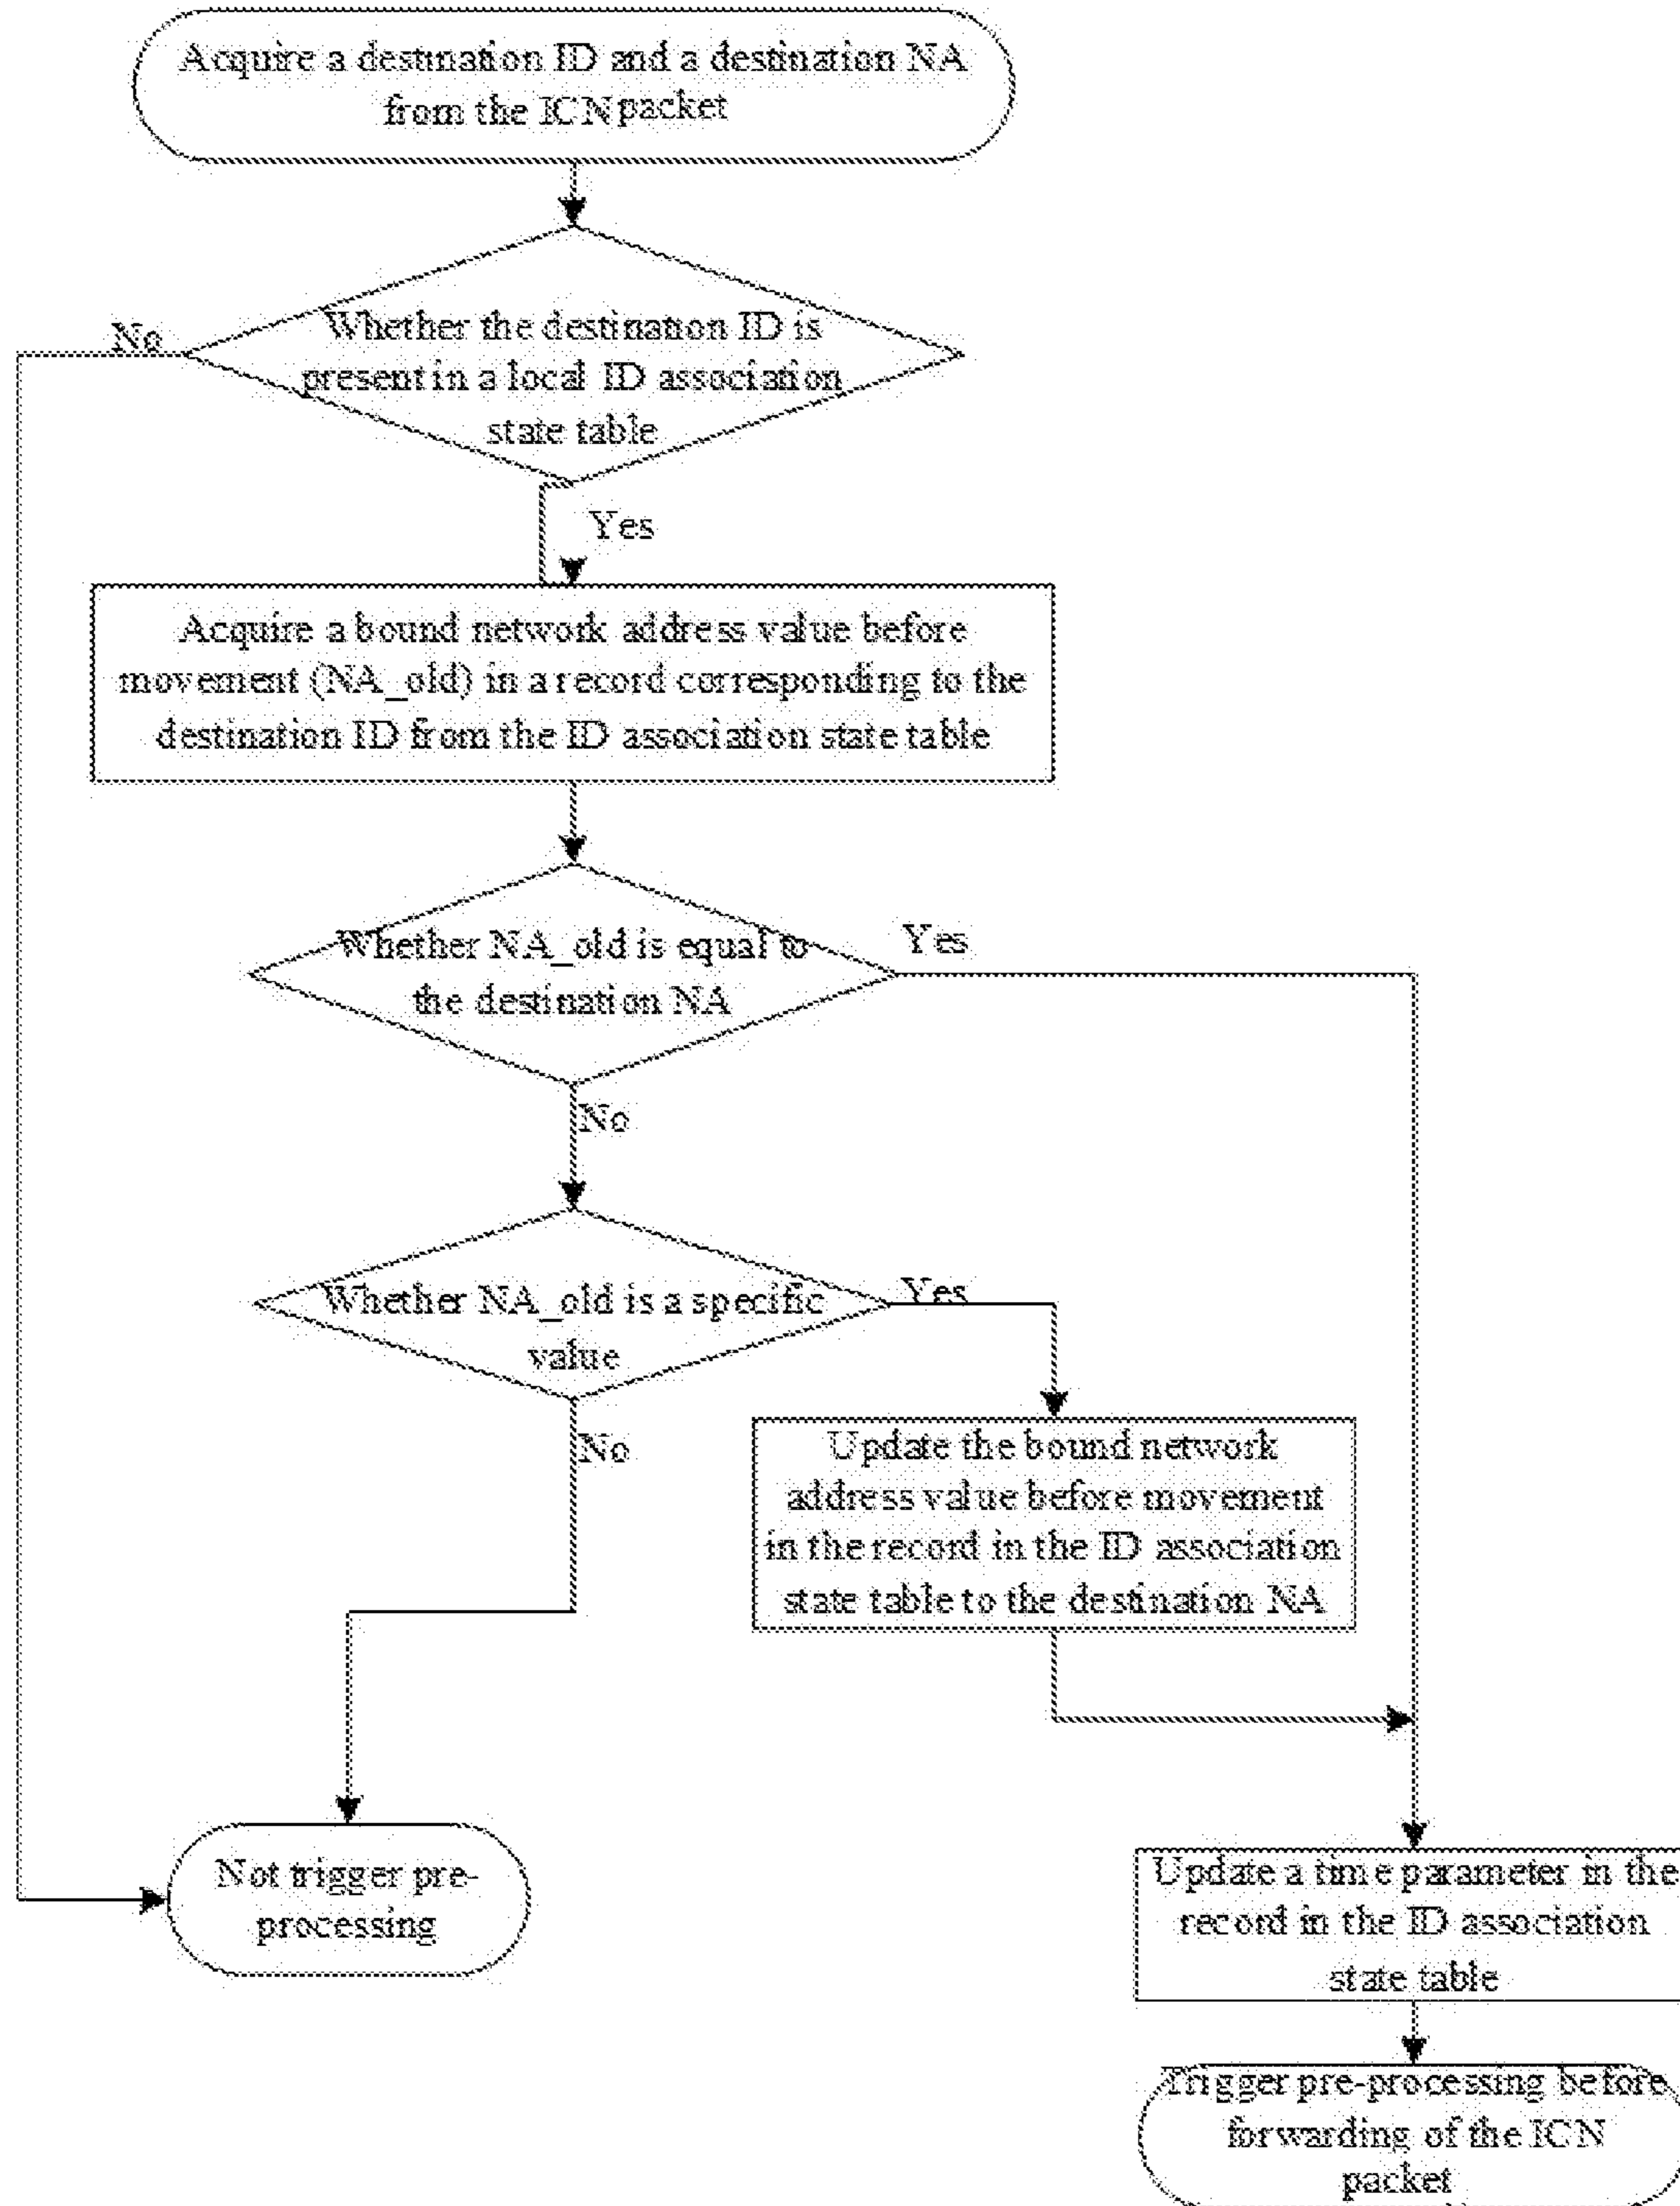 Acquire a destination ID and a destination NA
from the ICN packet
No
Whether the destination ID is
present in a local ID association
state table
Yes
Acquire a bound network address value before
movement (NA_old) in a record corresponding to the
destination ID from the ID association state table
Whether NA_old is equal to
the destination NA
Yes
No
Whether NA_old is a specific
value
Yes
No
Update the bound network
address value before movement
in the record in the ID association
state table to the destination NA
Not trigger pre-
processing
Update a time parameter in the
record in the ID association
state table
Trigger pre-processing before
forwarding of the ICN
packet